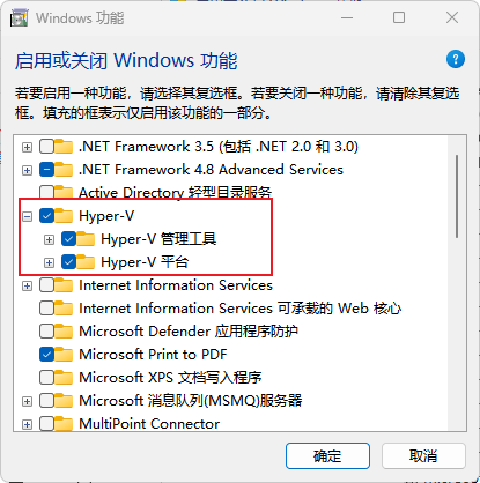 Windows 功能
启用或关闭 Windows 功能
?
若要启用一种功能，请选择其复选框。若要关闭一种功能，请清除其复选
框。填充的框表示仅启用该功能的一部分。
.NET Framework 3.5 (包括 .NET 2.0 和 3.0)
.NET Framework 4.8 Advanced Services
Active Directory 轻型目录服务
Hyper-V
Hyper-V 管理工具
Hyper-V 平台
Internet Information Services
Internet Information Services 可承载的 Web 核心
Microsoft Defender 应用程序防护
Microsoft Print to PDF
Microsoft XPS 文档写入程序
Microsoft 消息队列(MSMQ)服务器
MultiPoint Connector
确定
取消